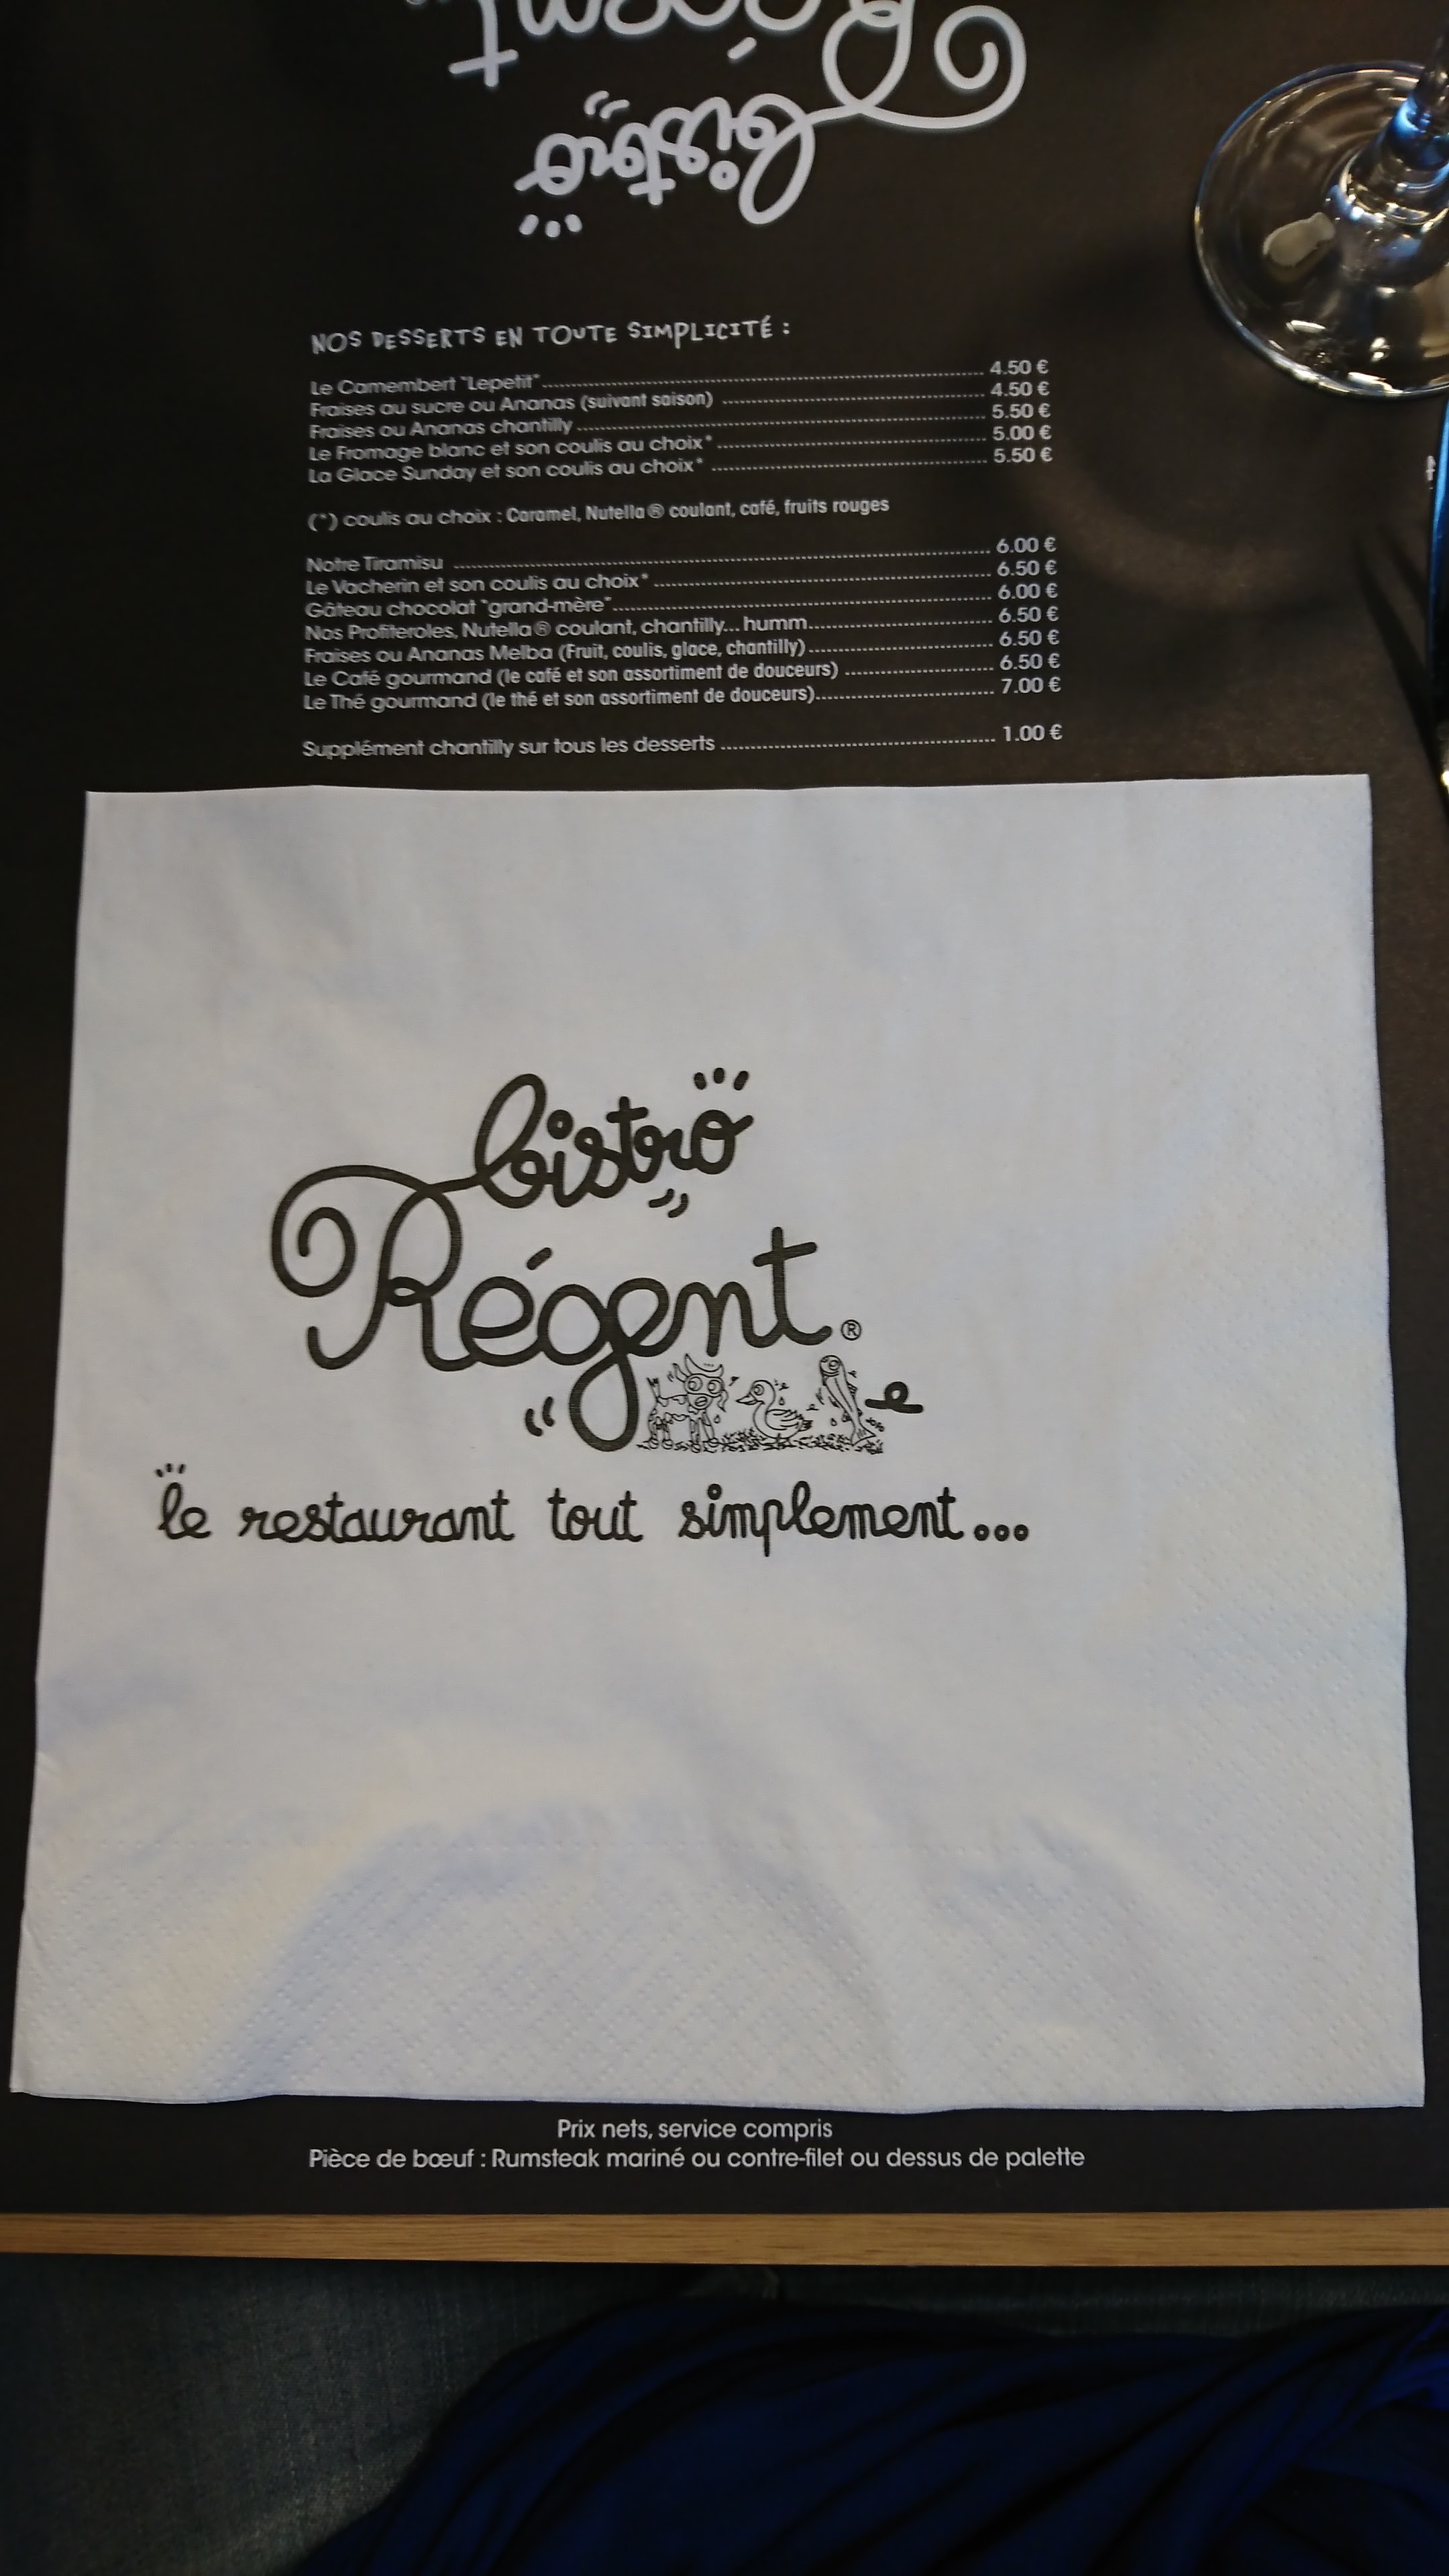 Régent
bistro
NOS DESSERTS EN TOUTE SIMPLICITÉ :
Le Camembert "Lepetit" 4.50 €
Fraises au sucre ou Ananas (suivant saison) 4.50 €
Fraises ou Ananas chantilly 5.50 €
Le Fromage blanc et son coulis au choix* 5.00 €
La Glace Sunday et son coulis au choix* 5.50 €
(*) coulis au choix : Caramel, Nutella® coulant, café, fruits rouges
Notre Tiramisu 6.00 €
Le Vacherin et son coulis au choix* 6.50 €
Gâteau chocolat "grand-mère" 6.00 €
Nos Profiteroles, Nutella® coulant, chantilly... humm 6.50 €
Fraises ou Ananas Melba (Fruit, coulis, glace, chantilly) 6.50 €
Le Café gourmand (le café et son assortiment de douceurs) 6.50 €
Le Thé gourmand (le thé et son assortiment de douceurs) 7.00 €
Supplément chantilly sur tous les desserts 1.00 €
bistro
Régent®
le restaurant tout simplement...
Prix nets, service compris
Pièce de bœuf : Rumsteak mariné ou contre-filet ou dessus de palette